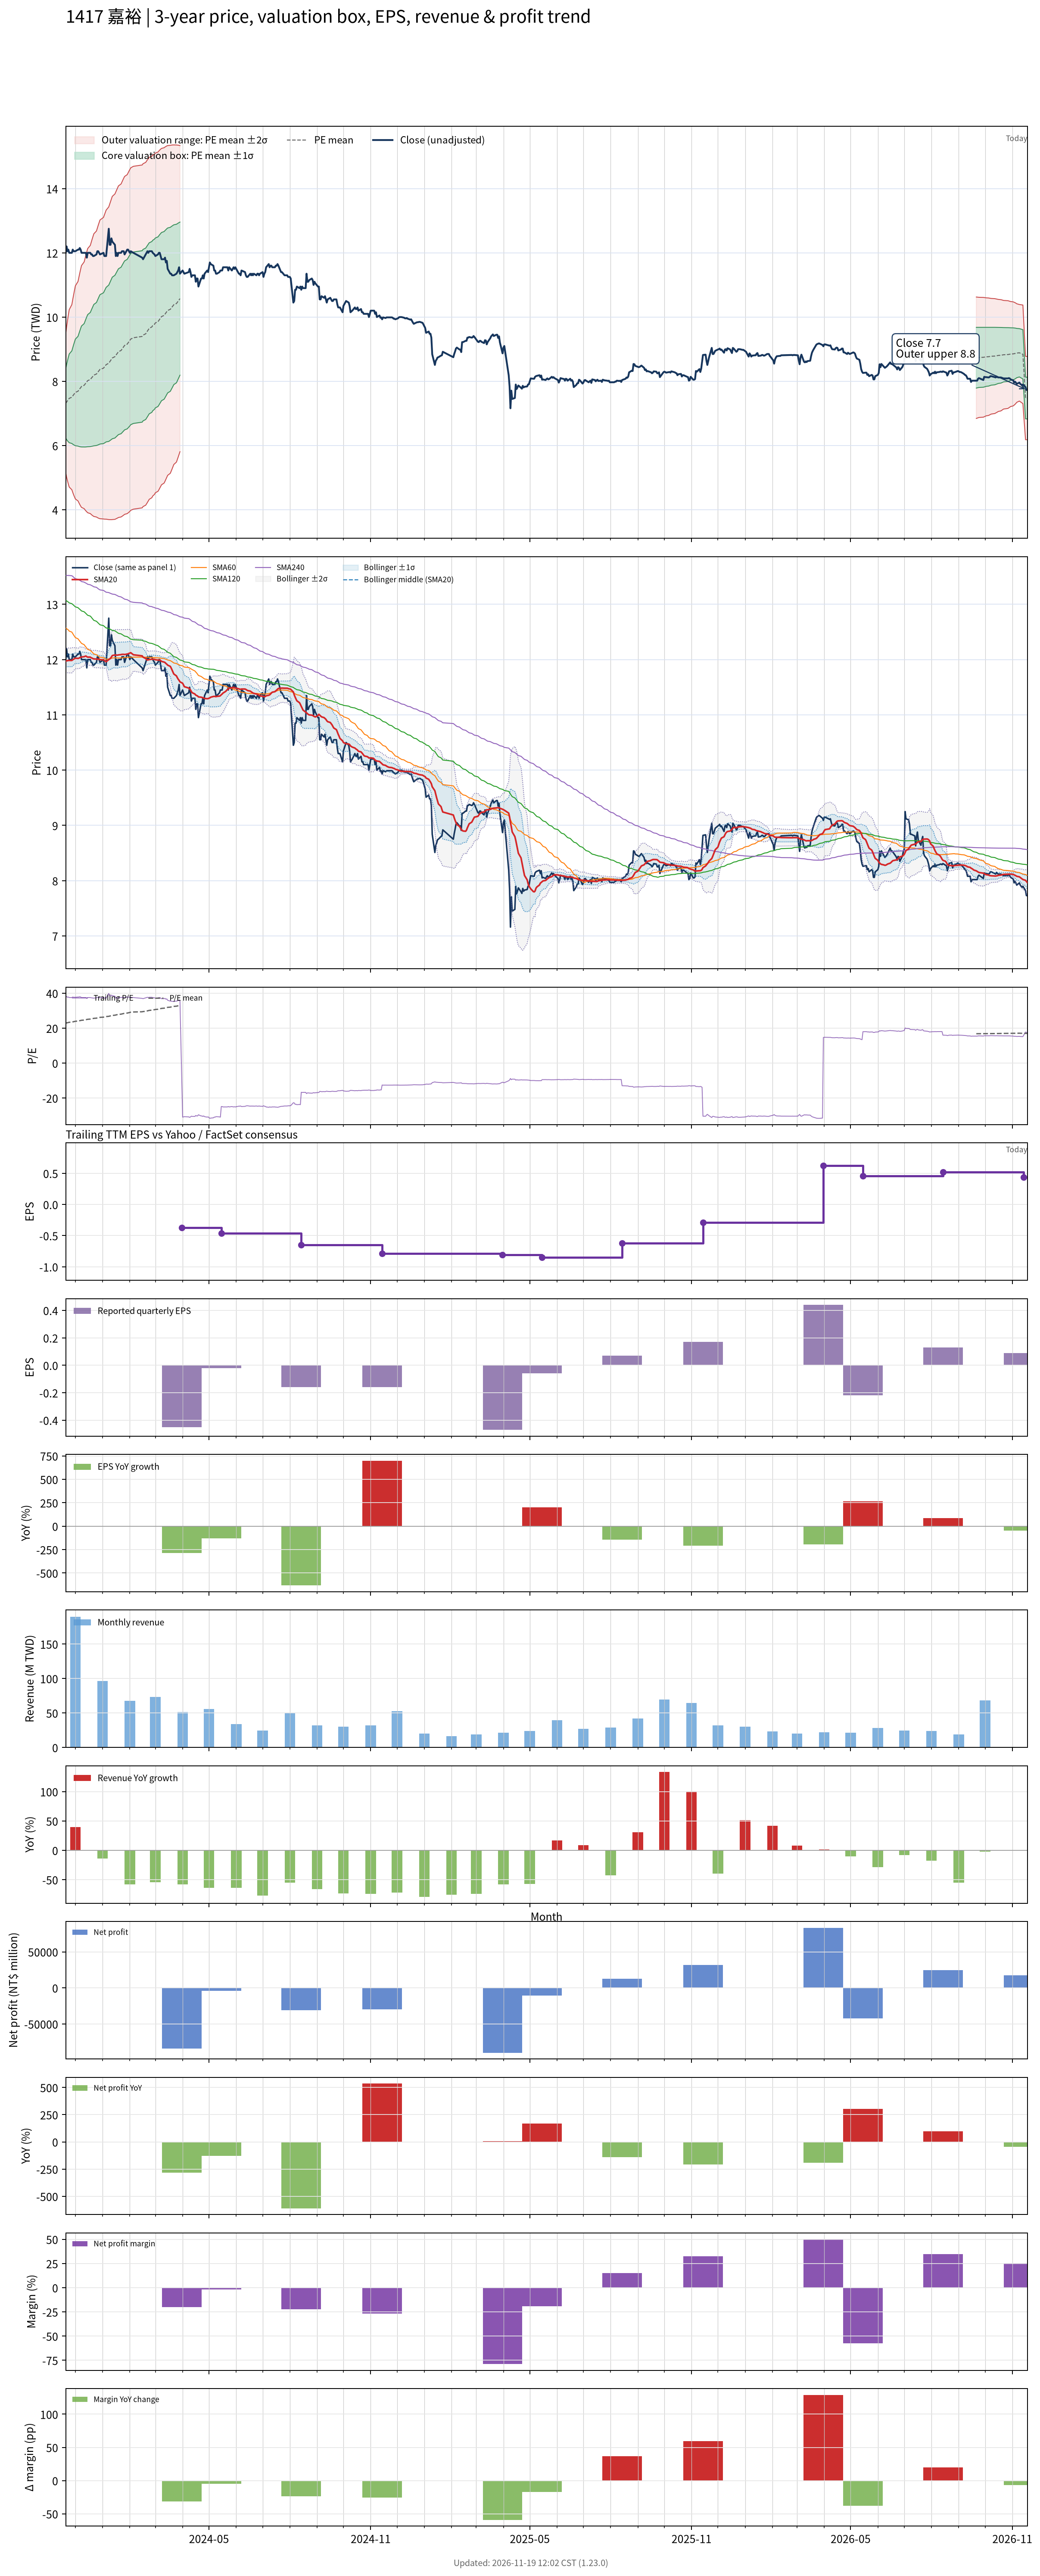 1417 嘉裕 | 3-year price, valuation box, EPS, revenue & profit trend
Outer valuation range: PE mean ±2σ
Core valuation box: PE mean ±1σ
PE mean
Close (unadjusted)
Today
Price (TWD)
14
12
10
8
6
4
Close 7.7
Outer upper 8.8
Close (same as panel 1)
SMA20
SMA60
SMA120
SMA240
Bollinger ±2σ
Bollinger ±1σ
Bollinger middle (SMA20)
Price
13
12
11
10
9
8
7
Trailing P/E
P/E mean
P/E
40
20
0
-20
Trailing TTM EPS vs Yahoo / FactSet consensus
Today
EPS
0.5
0.0
-0.5
-1.0
Reported quarterly EPS
EPS
0.4
0.2
0.0
-0.2
-0.4
EPS YoY growth
YoY (%)
750
500
250
0
-250
-500
Monthly revenue
Revenue (M TWD)
150
100
50
0
Revenue YoY growth
YoY (%)
100
50
0
-50
Month
Net profit
Net profit (NT$ million)
50000
0
-50000
Net profit YoY
YoY (%)
500
250
0
-250
-500
Net profit margin
Margin (%)
50
25
0
-25
-50
-75
Margin YoY change
Δ margin (pp)
100
50
0
-50
2024-05
2024-11
2025-05
2025-11
2026-05
2026-11
Updated: 2026-11-19 12:02 CST (1.23.0)